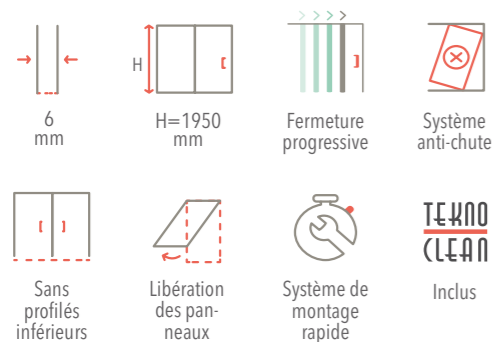 H
6
mm
H=1950
mm
Fermeture
progressive
Système
anti-chute
TEKNO
CLEAN
Sans
profilés
inférieurs
Libération
des pan-
neaux
Système de
montage
rapide
Inclus